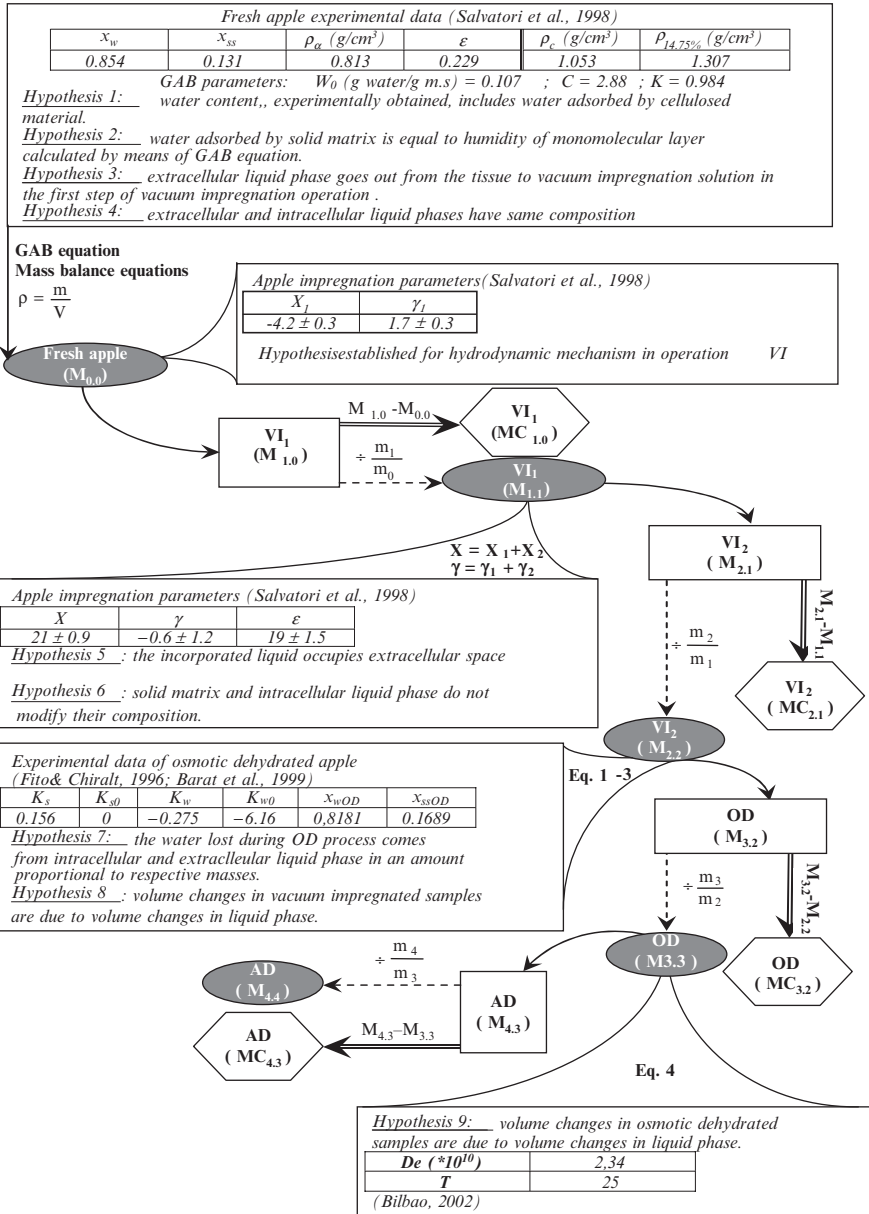 Fresh apple experimental data (Salvatori et al., 1998)
x_w x_ss ρ_α (g/cm³) ε ρ_c (g/cm³) ρ_14.75% (g/cm³)
0.854 0.131 0.813 0.229 1.053 1.307
GAB parameters: W_0 (g water/g m.s) = 0.107 ; C = 2.88 ; K = 0.984
Hypothesis 1: water content,, experimentally obtained, includes water adsorbed by cellulosed
material.
Hypothesis 2: water adsorbed by solid matrix is equal to humidity of monomolecular layer
calculated by means of GAB equation.
Hypothesis 3: extracellular liquid phase goes out from the tissue to vacuum impregnation solution in
the first step of vacuum impregnation operation .
Hypothesis 4: extracellular and intracellular liquid phases have same composition
GAB equation
Mass balance equations
ρ = m/V
Apple impregnation parameters(Salvatori et al., 1998)
X_1 γ_1
-4.2 ± 0.3 1.7 ± 0.3
Hypothesisestablished for hydrodynamic mechanism in operation VI
Fresh apple
(M_0.0)
VI_1
(M_1.0)
M_1.0 -M_0.0
÷ m_1/m_0
VI_1
(MC_1.0)
VI_1
(M_1.1)
X = X_1+X_2
γ = γ_1 + γ_2
VI_2
( M_2.1)
M_2.1-M_1.1
÷ m_2/m_1
VI_2
( MC_2.1)
Apple impregnation parameters (Salvatori et al., 1998)
X γ ε
21 ± 0.9 −0.6 ± 1.2 19 ± 1.5
Hypothesis 5 : the incorporated liquid occupies extracellular space
Hypothesis 6 : solid matrix and intracellular liquid phase do not
modify their composition.
VI_2
( M_2.2)
Eq. 1 -3
Experimental data of osmotic dehydrated apple
(Fito& Chiralt, 1996; Barat et al., 1999)
K_s K_s0 K_w K_w0 x_wOD x_ssOD
0.156 0 −0.275 −6.16 0,8181 0.1689
Hypothesis 7: the water lost during OD process comes
from intracellular and extraclleular liquid phase in an amount
proportional to respective masses.
Hypothesis 8 : volume changes in vacuum impregnated samples
are due to volume changes in liquid phase.
OD
( M_3.2)
M_3.2-M_2.2
÷ m_3/m_2
OD
( M3.3)
OD
( MC_3.2 )
÷ m_4/m_3
AD
( M_4.4)
AD
( M_4.3)
M_4.3–M_3.3
AD
( MC_4.3)
Eq. 4
Hypothesis 9: volume changes in osmotic dehydrated
samples are due to volume changes in liquid phase.
De (*10¹⁰) 2,34
T 25
(Bilbao, 2002)